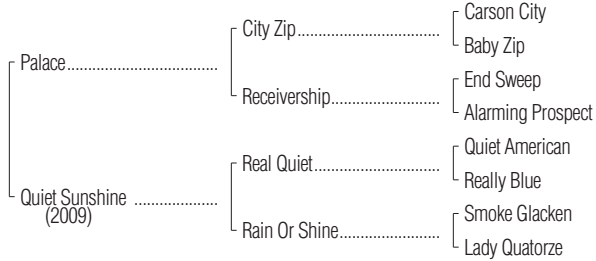 Carson City
City Zip
Baby Zip
Palace
End Sweep
Receivership
Alarming Prospect
Quiet American
Real Quiet
Really Blue
Quiet Sunshine
(2009)
Smoke Glacken
Rain Or Shine
Lady Quatorze